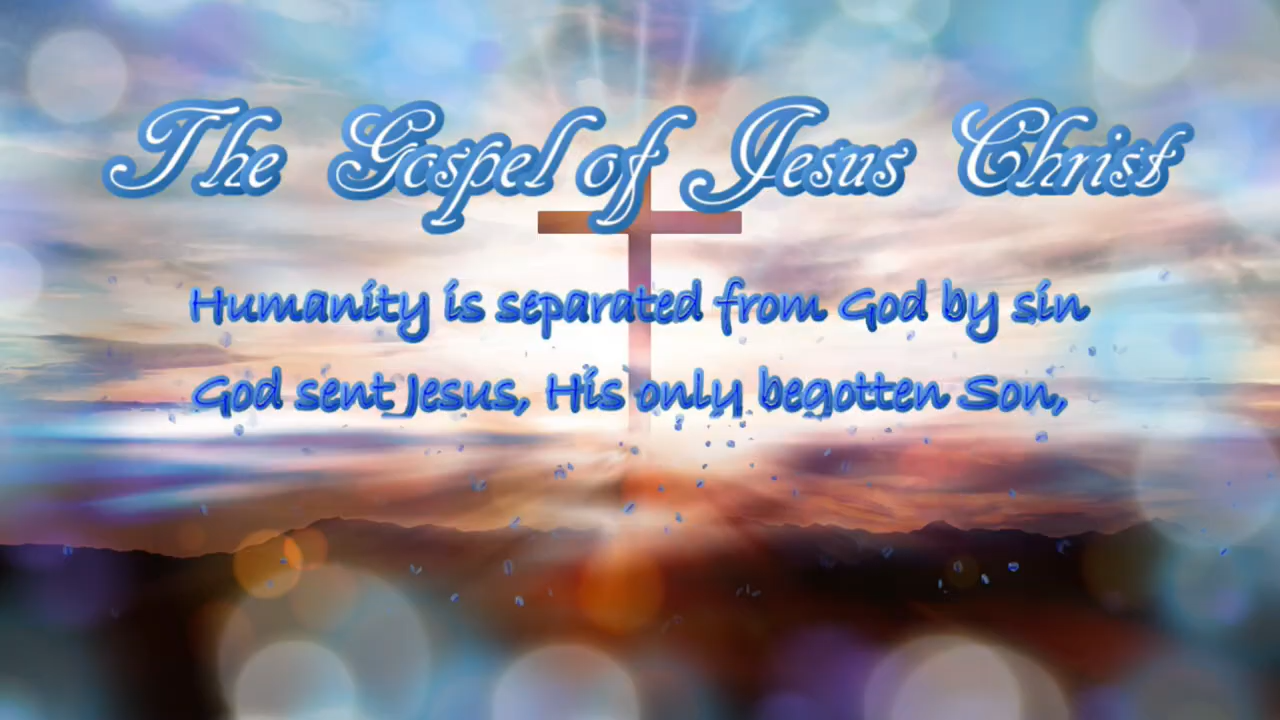 The Gospel of Jesus Christ
Humanity is separated from God by sin
God sent Jesus, His only begotten Son,